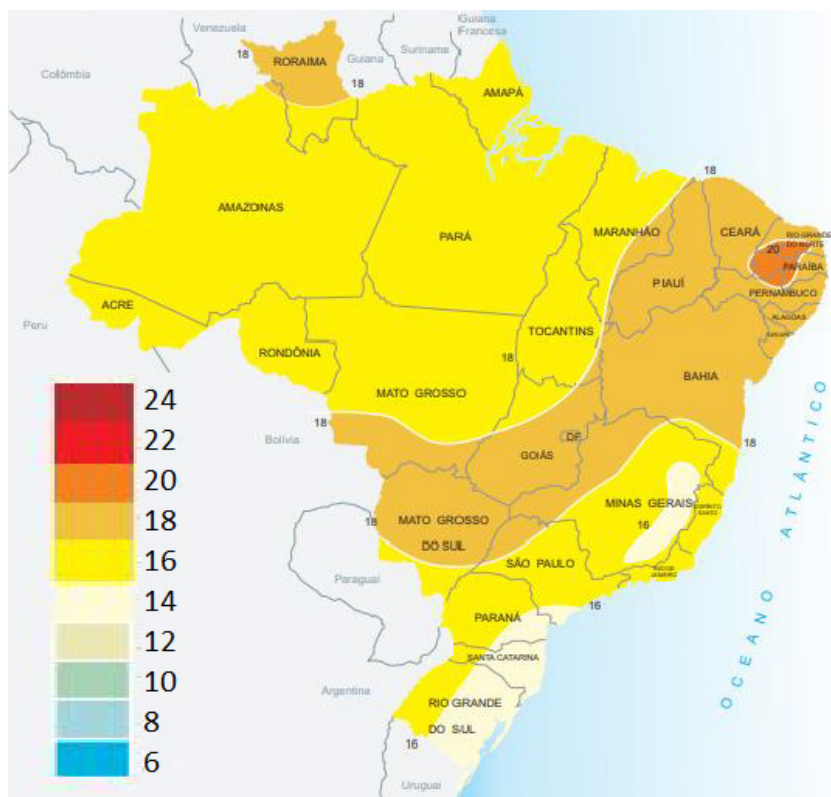 Venezuela
Guiana
Francesa
Suriname
18
RORAIMA
Guiana
Colômbia
18
AMAPÁ
18
AMAZONAS
PARÁ
MARANHÃO
CEARÁ
RIO GRANDE
DO NORTE
20
PARAÍBA
PIAUÍ
PERNAMBUCO
ACRE
ALAGOAS
Peru
TOCANTINS
RONDÔNIA
18
BAHIA
MATO GROSSO
24
Bolívia
18
22
DF
18
GOIÁS
20
MINAS GERAIS
ESPÍRITO
SANTO
18
18
MATO GROSSO
DO SUL
16
16
SÃO PAULO
RIO DE
JANEIRO
Paraguai
14
PARANÁ
16
12
SANTA CATARINA
10
Argentina
RIO GRANDE
DO SUL
8
16
6
Uruguai
OCEANO ATLÂNTICO